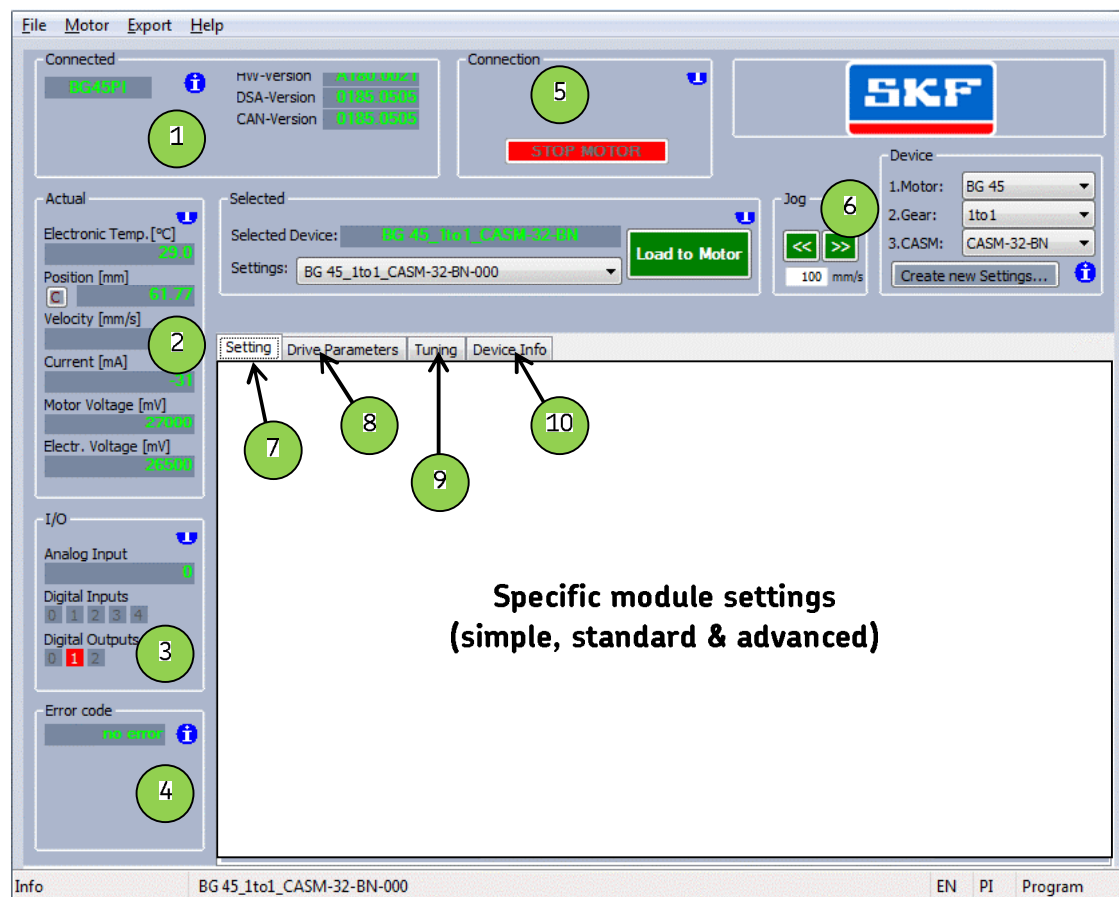 File Motor Export Help
Connected
BG45PI
HW-Version A180.0021
DSA-Version 0185.0505
CAN-Version 0185.0505
1
Connection
5
STOP MOTOR
SKF
Actual
Electronic Temp.[°C]
29.0
Position [mm]
C 61.77
Velocity [mm/s]
2
Current [mA]
-31
Motor Voltage [mV]
27000
Electr. Voltage [mV]
26500
Selected
Selected Device: BG 45_1to1_CASM-32-BN
Settings: BG 45_1to1_CASM-32-BN-000
Load to Motor
Jog
6
<< >>
100 mm/s
Device
1.Motor: BG 45
2.Gear: 1to1
3.CASM: CASM-32-BN
Create new Settings...
Setting Drive Parameters Tuning Device Info
7
8
9
10
Specific module settings
(simple, standard & advanced)
I/O
Analog Input
0
Digital Inputs
0 1 2 3 4
Digital Outputs
0 1 2
3
Error code
no error
4
Info BG 45_1to1_CASM-32-BN-000 EN PI Program